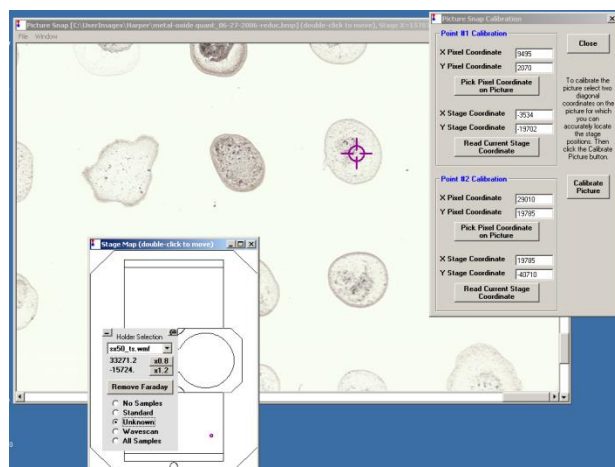 Picture Snap [C:\UserImages\Harper\metal-oxide quant_06-27-2006-redux.bmp] (double-click to move), Stage X=
File Window
Picture Snap Calibration
Point #1 Calibration
X Pixel Coordinate 9495
Y Pixel Coordinate 2070
Pick Pixel Coordinate
on Picture
X Stage Coordinate -3534
Y Stage Coordinate -19702
Read Current Stage
Coordinate
Point #2 Calibration
X Pixel Coordinate 29010
Y Pixel Coordinate 19785
Pick Pixel Coordinate
on Picture
X Stage Coordinate 19785
Y Stage Coordinate -40710
Read Current Stage
Coordinate
Close
To calibrate the
picture select two
diagonal
coordinates on the
picture for which
you can
accurately locate
the stage
positions. Then
click the Calibrate
Picture button.
Calibrate
Picture
Stage Map (double-click to move)
Holder Selection
sx50_ts.wmf
33271.2 x0.8
-15724. x1.2
Remove Faraday
No Samples
Standard
Unknown
Wavescan
All Samples